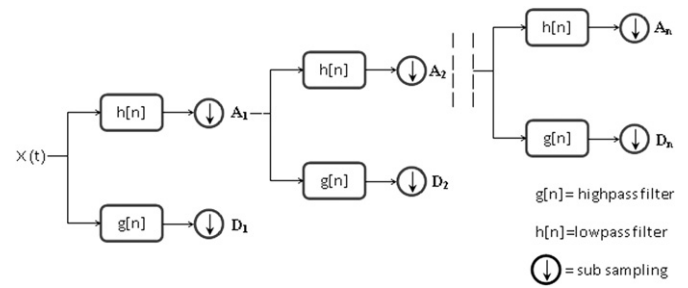 h[n] An
h[n] A2
h[n] A1
X(t)
g[n] Dn
g[n] D2
g[n] D1
g[n]= highpass filter
h[n]=lowpass filter
= sub sampling